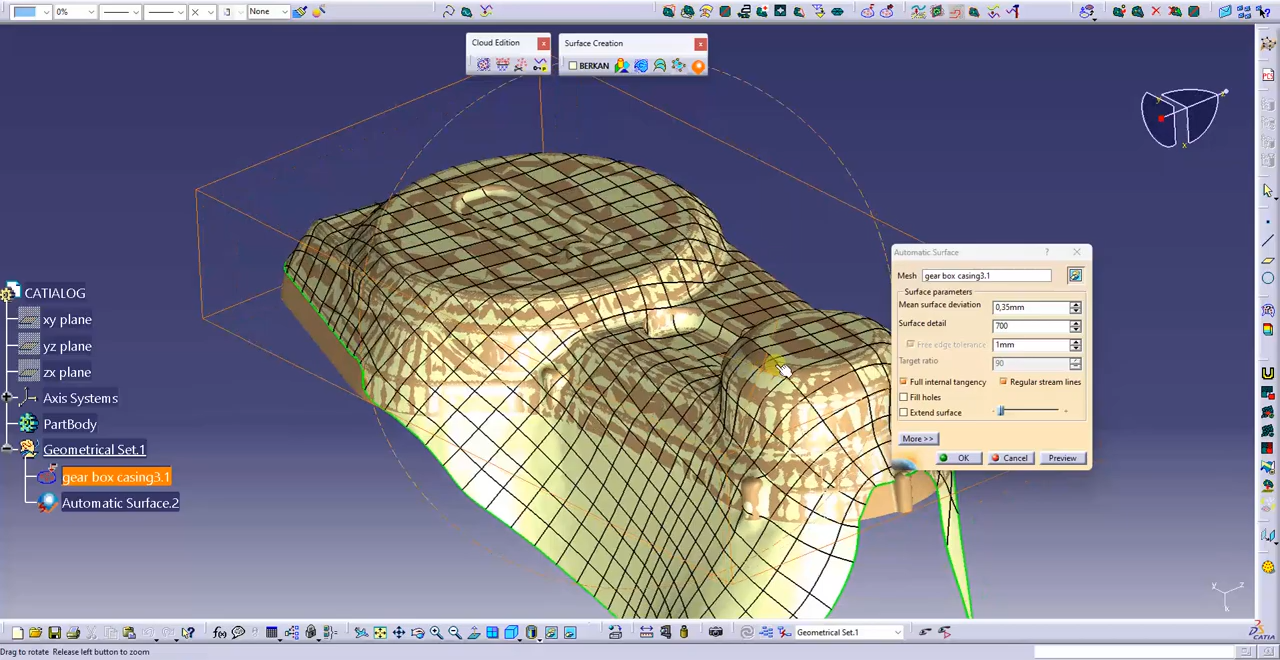 0%
None
Cloud Edition
Surface Creation
BERKAN
CATIALOG
xy plane
yz plane
zx plane
Axis Systems
PartBody
Geometrical Set.1
gear box casing3.1
Automatic Surface.2
Automatic Surface
?
Mesh
gear box casing3.1
Surface parameters
Mean surface deviation
0,35mm
Surface detail
700
Free edge tolerance
1mm
Target ratio
90
Full internal tangency
Regular stream lines
Fill holes
Extend surface
- +
More >>
OK
Cancel
Preview
Geometrical Set.1
CATIA
Drag to rotate Release left button to zoom